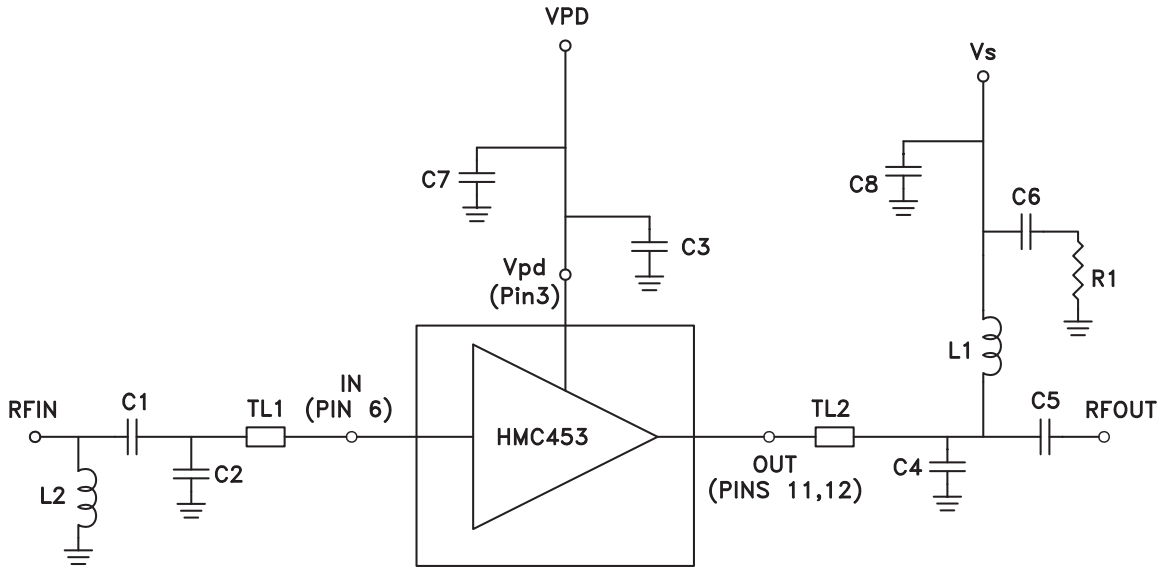 VPD
Vs
C7
C8
C6
C3
Vpd
(Pin3)
R1
L1
RFIN
C1
TL1
IN
(PIN 6)
HMC453
TL2
C5
RFOUT
L2
C2
OUT
(PINS 11,12)
C4